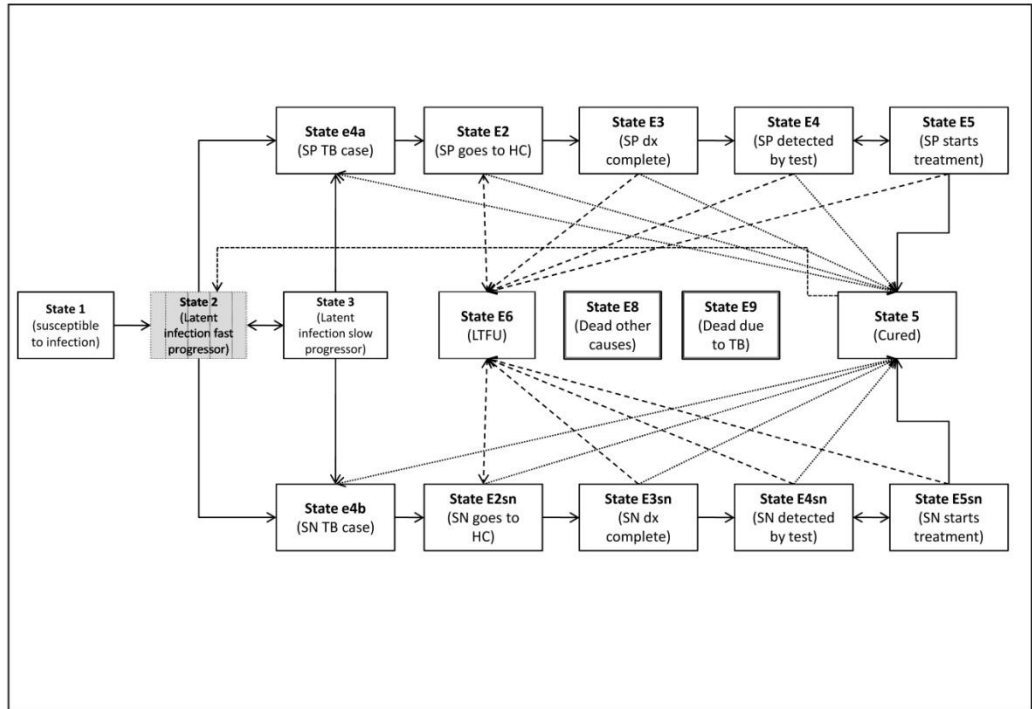 State e4a
(SP TB case)
State E2
(SP goes to HC)
State E3
(SP dx
complete)
State E4
(SP detected
by test)
State E5
(SP starts
treatment)
State 1
(susceptible
to infection)
State 2
(Latent
infection fast
progressor)
State 3
(Latent
infection slow
progressor)
State E6
(LTFU)
State E8
(Dead other
causes)
State E9
(Dead due
to TB)
State 5
(Cured)
State e4b
(SN TB case)
State E2sn
(SN goes to
HC)
State E3sn
(SN dx
complete)
State E4sn
(SN detected
by test)
State E5sn
(SN starts
treatment)